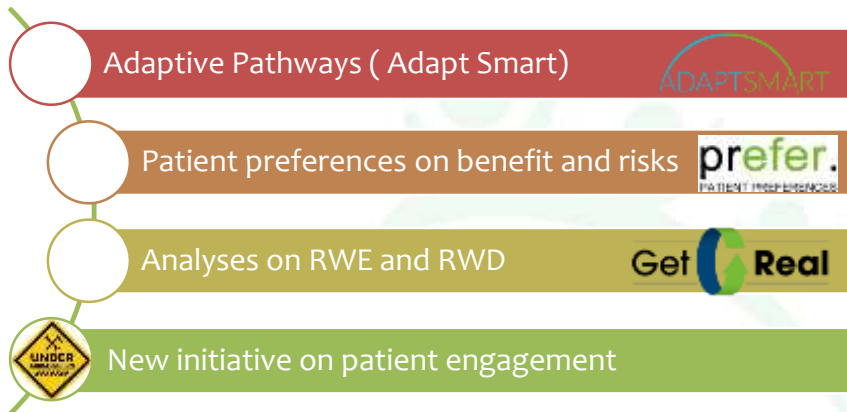 Adaptive Pathways ( Adapt Smart)
ADAPTSMART
Patient preferences on benefit and risks
prefer.
PATIENT PREFERENCES
Analyses on RWE and RWD
Get Real
UNDER
New initiative on patient engagement